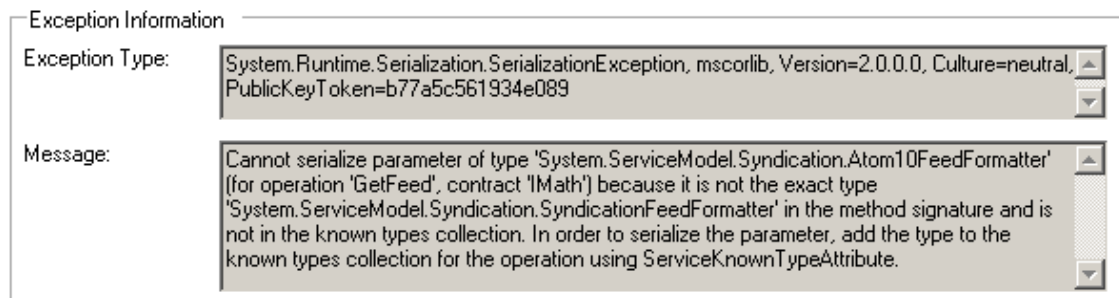 Exception Information
Exception Type:
System.Runtime.Serialization.SerializationException, mscorlib, Version=2.0.0.0, Culture=neutral,
PublicKeyToken=b77a5c561934e089
Message:
Cannot serialize parameter of type 'System.ServiceModel.Syndication.Atom10FeedFormatter'
(for operation 'GetFeed', contract 'IMath') because it is not the exact type
'System.ServiceModel.Syndication.SyndicationFeedFormatter' in the method signature and is
not in the known types collection. In order to serialize the parameter, add the type to the
known types collection for the operation using ServiceKnownTypeAttribute.